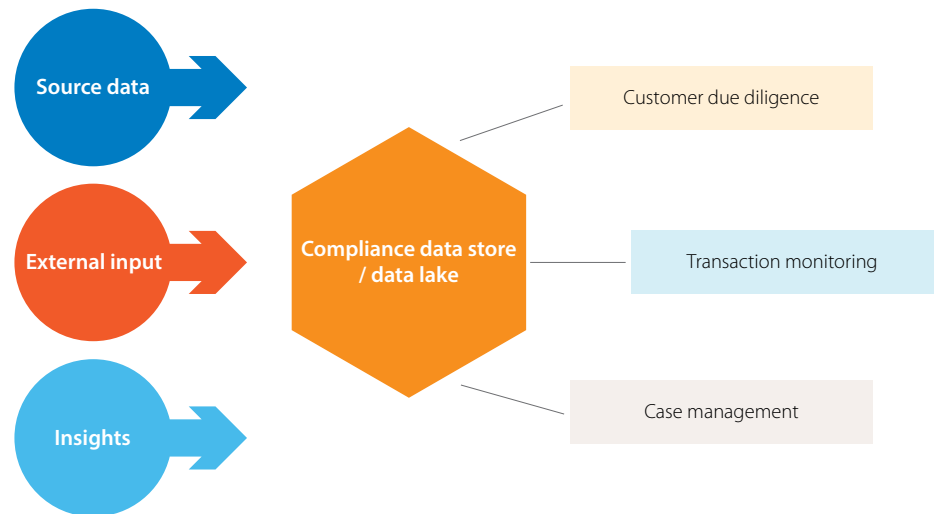 Source data
External input
Insights
Compliance data store
/ data lake
Customer due diligence
Transaction monitoring
Case management